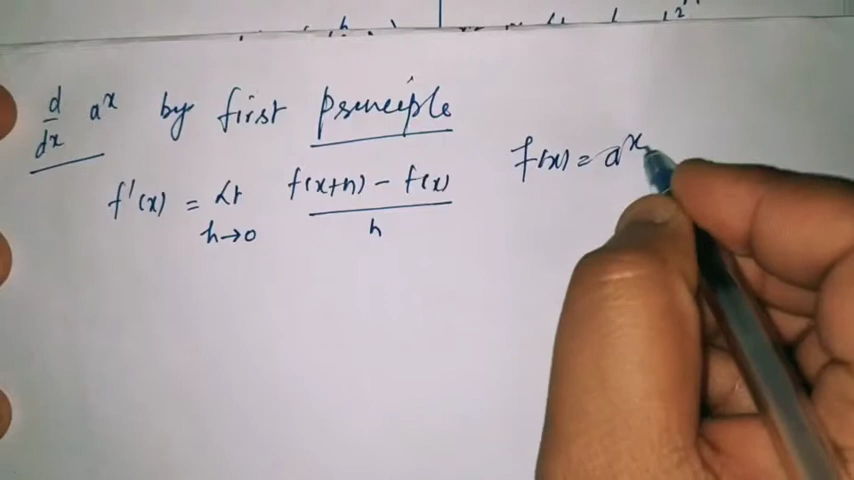 d/dx a^x by first principle
f'(x) = Lt h→0 f(x+h) - f(x) / h
f(x) = a^x